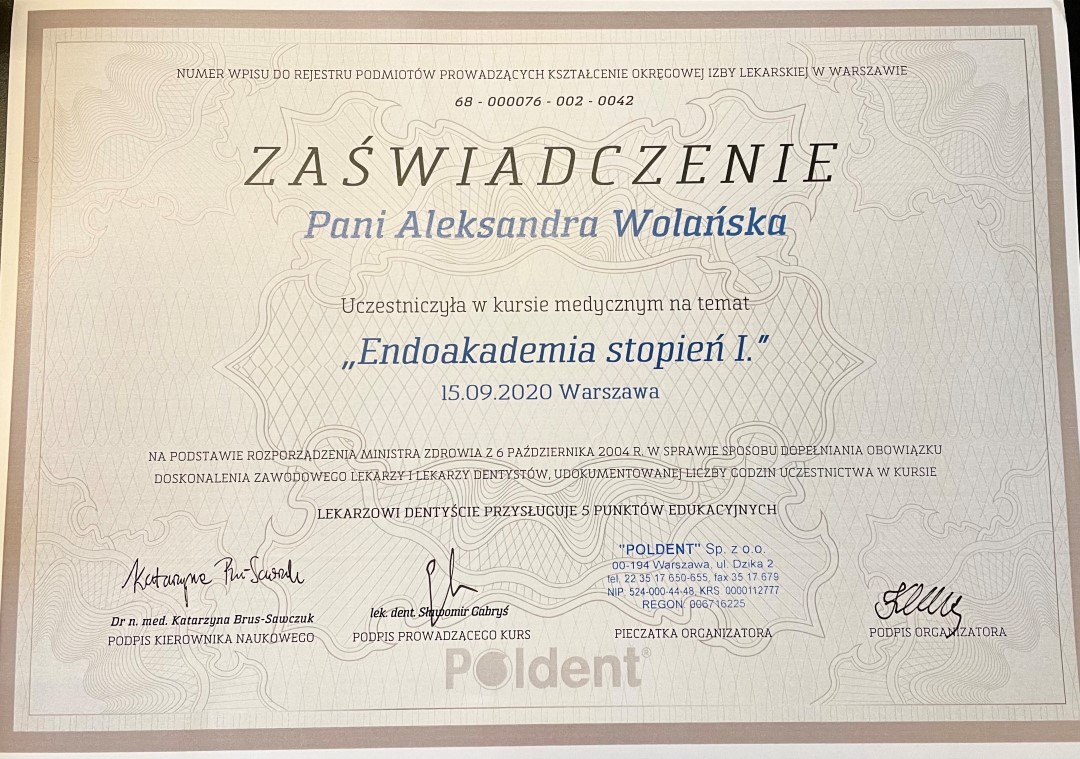 NUMER WPISU DO REJESTRU PODMIOTÓW PROWADZĄCYCH KSZTAŁCENIE OKRĘGOWEJ IZBY LEKARSKIEJ W WARSZAWIE
68 - 000076 - 002 - 0042
ZAŚWIADCZENIE
Pani Aleksandra Wolańska
Uczestniczyła w kursie medycznym na temat
„Endoakademia stopień I.”
15.09.2020 Warszawa
NA PODSTAWIE ROZPORZĄDZENIA MINISTRA ZDROWIA Z 6 PAŹDZIERNIKA 2004 R. W SPRAWIE SPOSOBU DOPEŁNIANIA OBOWIĄZKU
DOSKONALENIA ZAWODOWEGO LEKARZY I LEKARZY DENTYSTÓW, UDOKUMENTOWANEJ LICZBY GODZIN UCZESTNICTWA W KURSIE
LEKARZOWI DENTYŚCIE PRZYSŁUGUJE 5 PUNKTÓW EDUKACYJNYCH
Katarzyna
Dr n. med. Katarzyna Brus-Sawczuk
PODPIS KIEROWNIKA NAUKOWEGO
lek. dent. Sławomir Gabryś
PODPIS PROWADZĄCEGO KURS
"POLDENT" Sp. z o.o.
00-194 Warszawa, ul. Dzika 2
tel. 22 35 17 650-655, fax 35 17 679
NIP: 524-000-44-48, KRS: 0000112777
REGON: 006716225
PIECZĄTKA ORGANIZATORA
PODPIS ORGANIZATORA
Poldent®